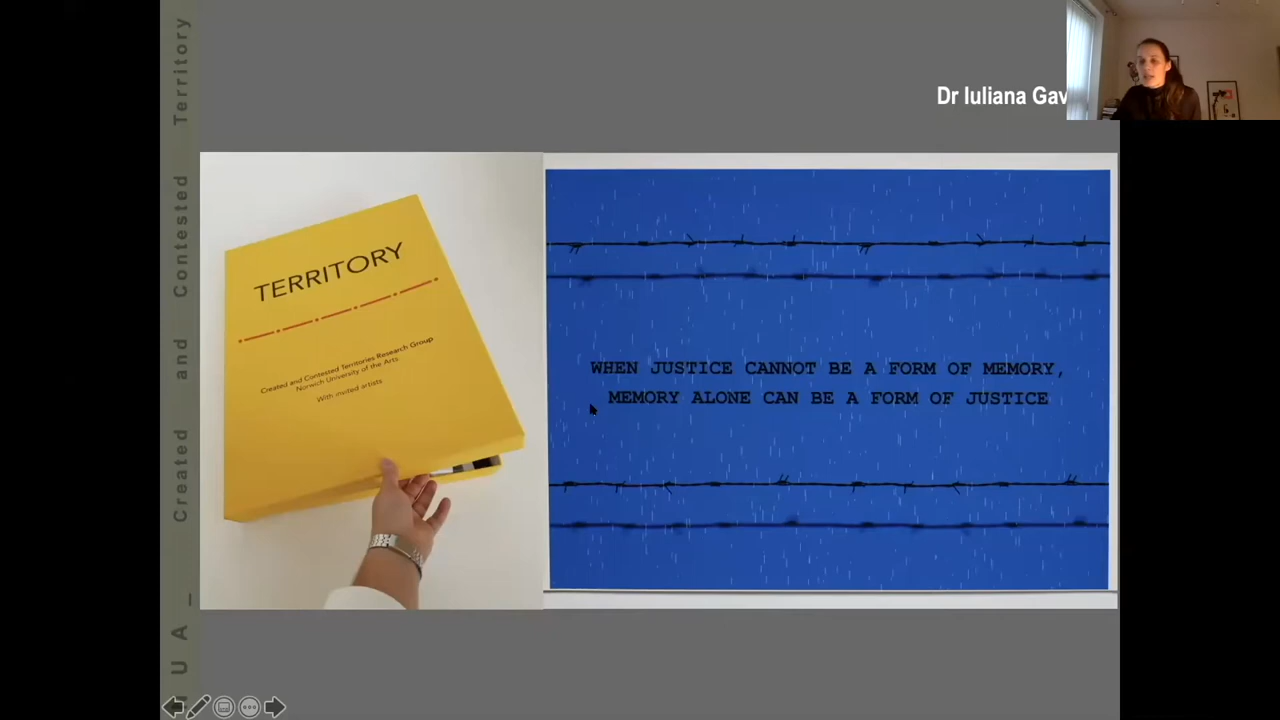 Dr Iuliana Gav
TERRITORY
Created and Contested Territories Research Group
Norwich University of the Arts
With invited artists
WHEN JUSTICE CANNOT BE A FORM OF MEMORY,
MEMORY ALONE CAN BE A FORM OF JUSTICE
NUA_ Created and Contested Territory